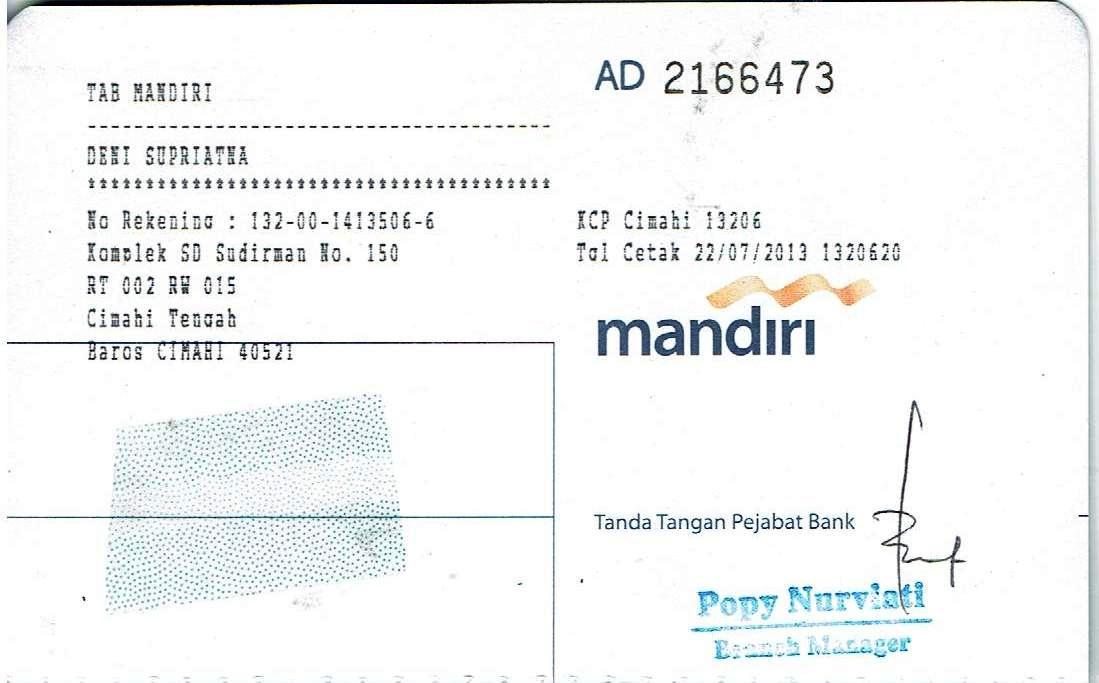 TAB MANDIRI
----------------------------------------
DENI SUPRIATNA
****************************************
No Rekening : 132-00-1413506-6
Komplek SD Sudirman No. 150
RT 002 RW 015
Cimahi Tengah
Baros CIMAHI 40521
AD 2166473
KCP Cimahi 13206
Tgl Cetak 22/07/2013 1320620
mandiri
Tanda Tangan Pejabat Bank
Popy Nurviati
Branch Manager